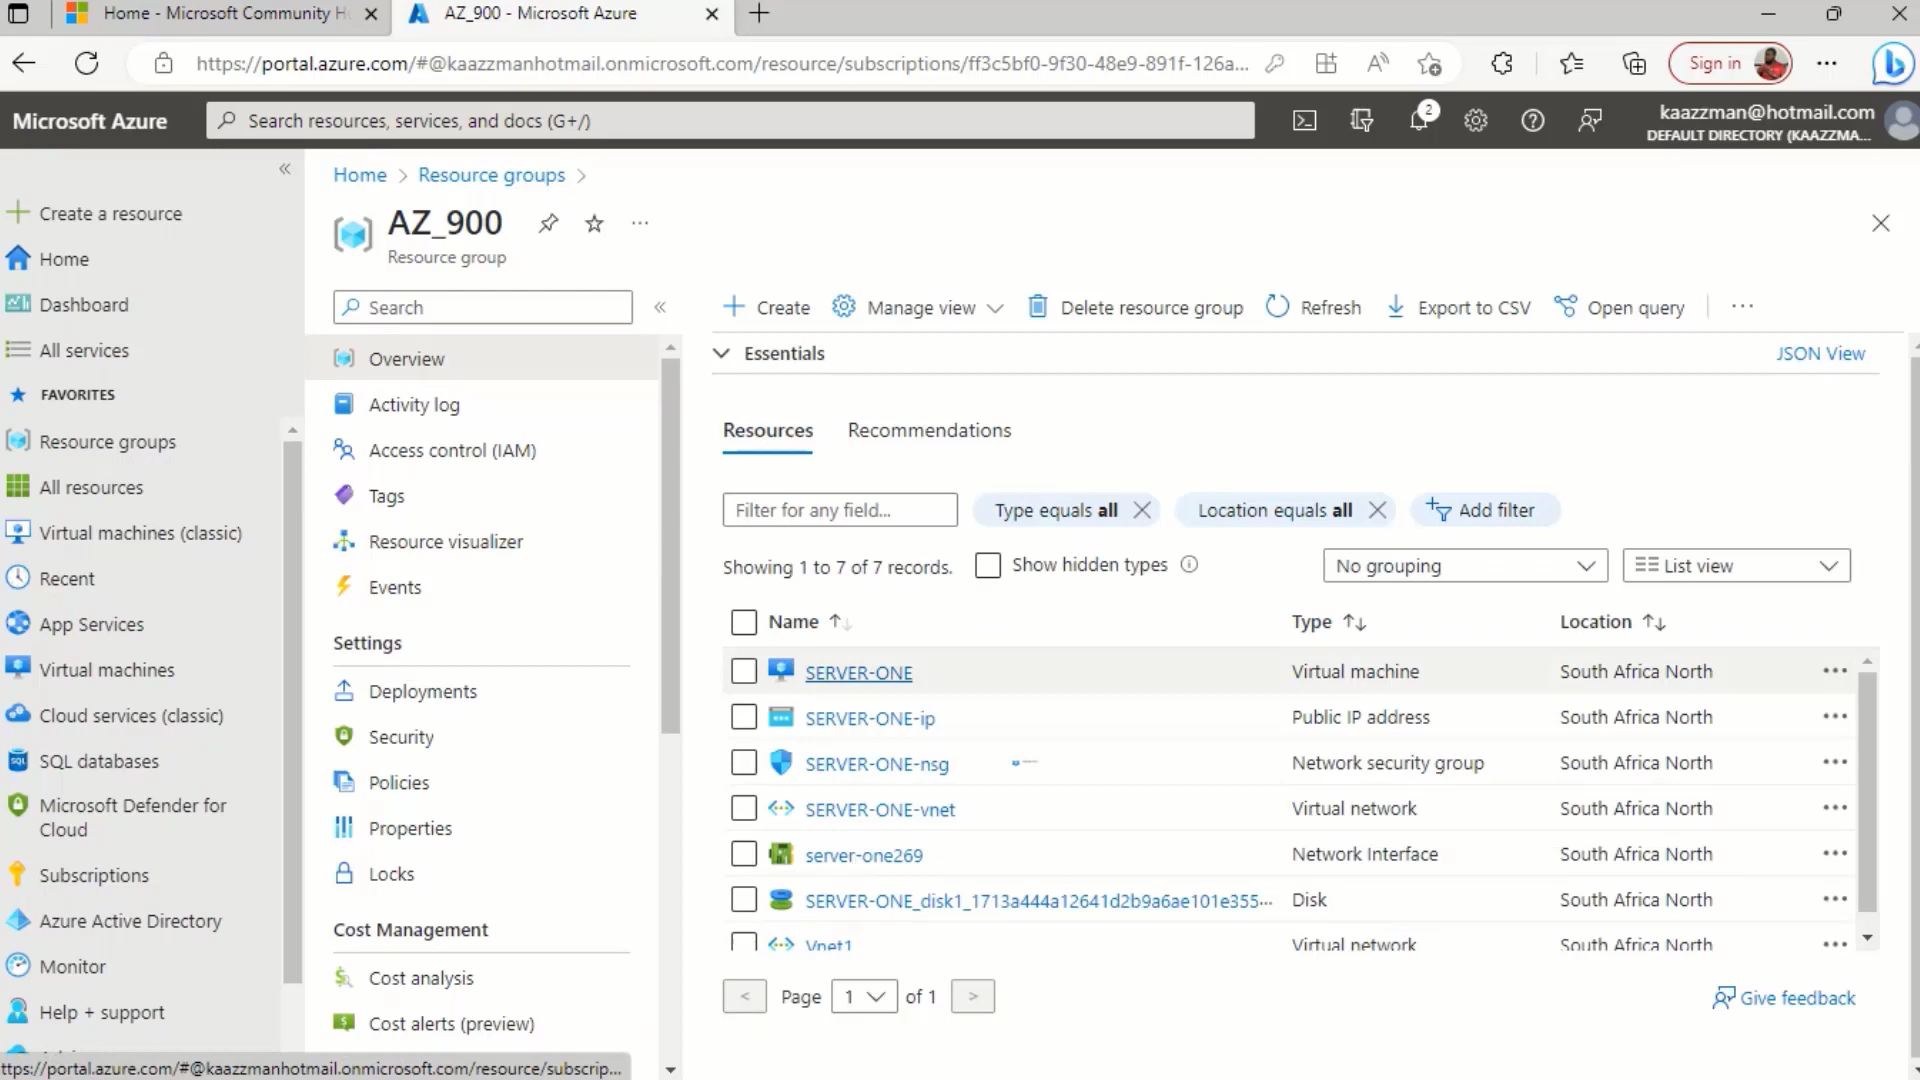 Home - Microsoft Community H
AZ_900 - Microsoft Azure
https://portal.azure.com/#@kaazzmanhotmail.onmicrosoft.com/resource/subscriptions/ff3c5bf0-9f30-48e9-891f-126a...
Sign in
Microsoft Azure
Search resources, services, and docs (G+/)
2
kaazzman@hotmail.com
DEFAULT DIRECTORY (KAAZZMA...
Create a resource
Home
Dashboard
All services
FAVORITES
Resource groups
All resources
Virtual machines (classic)
Recent
App Services
Virtual machines
Cloud services (classic)
SQL databases
Microsoft Defender for
Cloud
Subscriptions
Azure Active Directory
Monitor
Help + support
ttps://portal.azure.com/#@kaazzmanhotmail.onmicrosoft.com/resource/subscrip...
Home > Resource groups >
AZ_900
Resource group
Search
Overview
Activity log
Access control (IAM)
Tags
Resource visualizer
Events
Settings
Deployments
Security
Policies
Properties
Locks
Cost Management
Cost analysis
Cost alerts (preview)
Create
Manage view
Delete resource group
Refresh
Export to CSV
Open query
Essentials
JSON View
Resources
Recommendations
Filter for any field...
Type equals all
Location equals all
Add filter
Showing 1 to 7 of 7 records.
Show hidden types
No grouping
List view
Name Type Location
SERVER-ONE Virtual machine South Africa North
SERVER-ONE-ip Public IP address South Africa North
SERVER-ONE-nsg Network security group South Africa North
SERVER-ONE-vnet Virtual network South Africa North
server-one269 Network Interface South Africa North
SERVER-ONE_disk1_1713a444a12641d2b9a6ae101e355... Disk South Africa North
Vnet1 Virtual network South Africa North
< Page 1 of 1 >
Give feedback